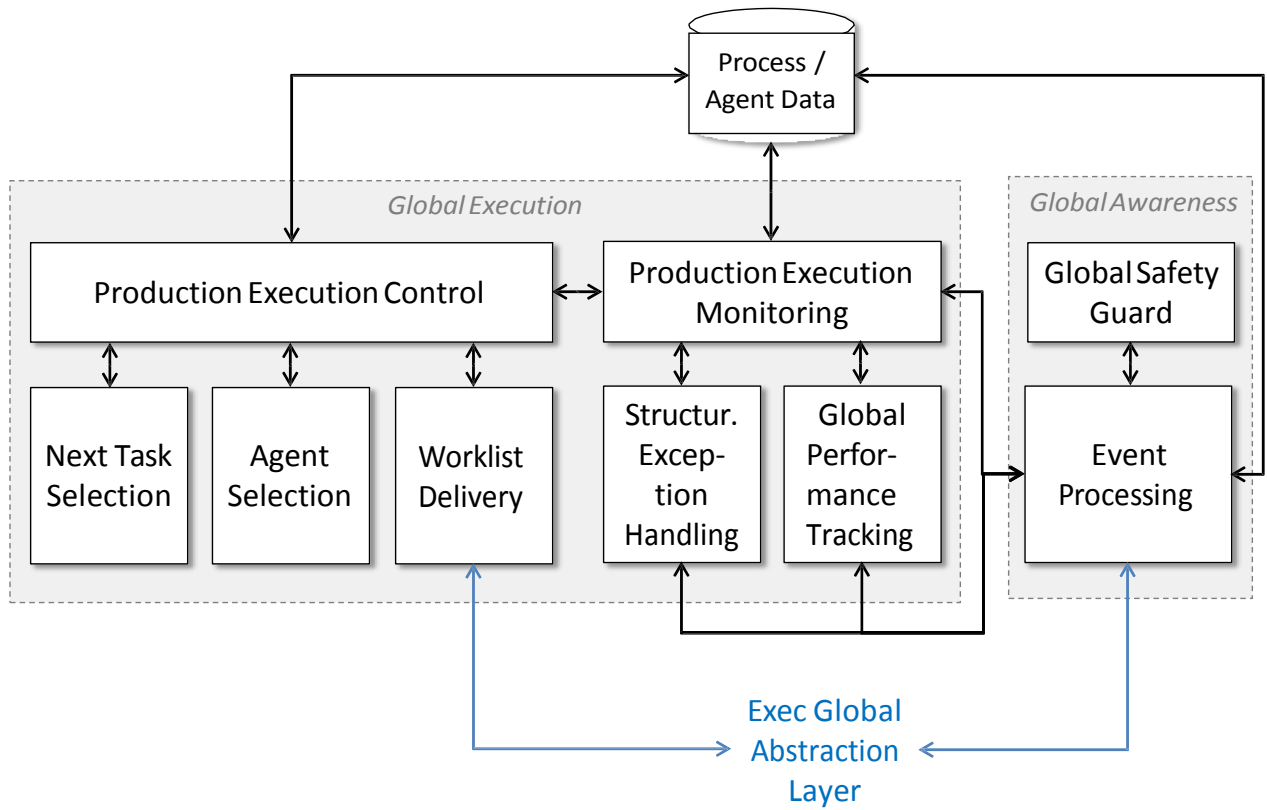 Process /
Agent Data
Global Execution
Global Awareness
Production Execution Control
Production Execution
Monitoring
Global Safety
Guard
Next Task
Selection
Agent
Selection
Worklist
Delivery
Structur.
Excep-
tion
Handling
Global
Perfor-
mance
Tracking
Event
Processing
Exec Global
Abstraction
Layer